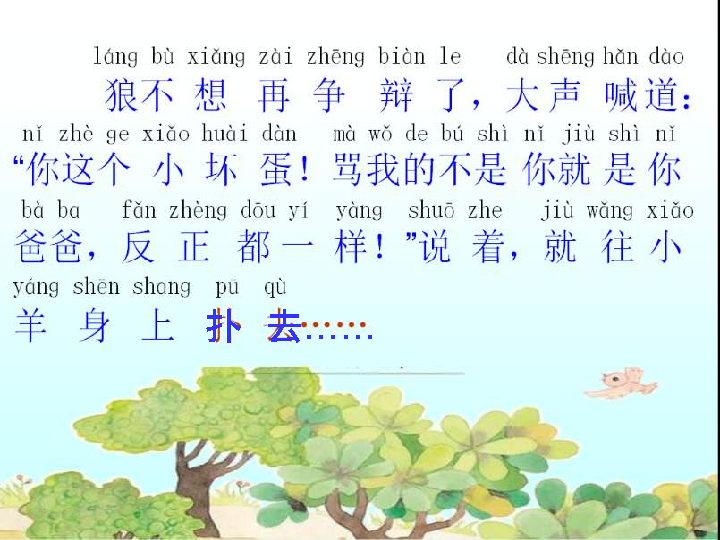 láng bù xiǎng zài zhēng biàn le dà shēng hǎn dào
狼不想再争辩了，大声喊道：
nǐ zhè ge xiǎo huài dàn mà wǒ de bú shì nǐ jiù shì nǐ
“你这个小坏蛋！骂我的不是你就是你
bà ba fǎn zhèng dōu yí yàng shuō zhe jiù wǎng xiǎo
爸爸，反正都一样！”说着，就往小
yáng shēn shang pū qù
羊身上扑去……